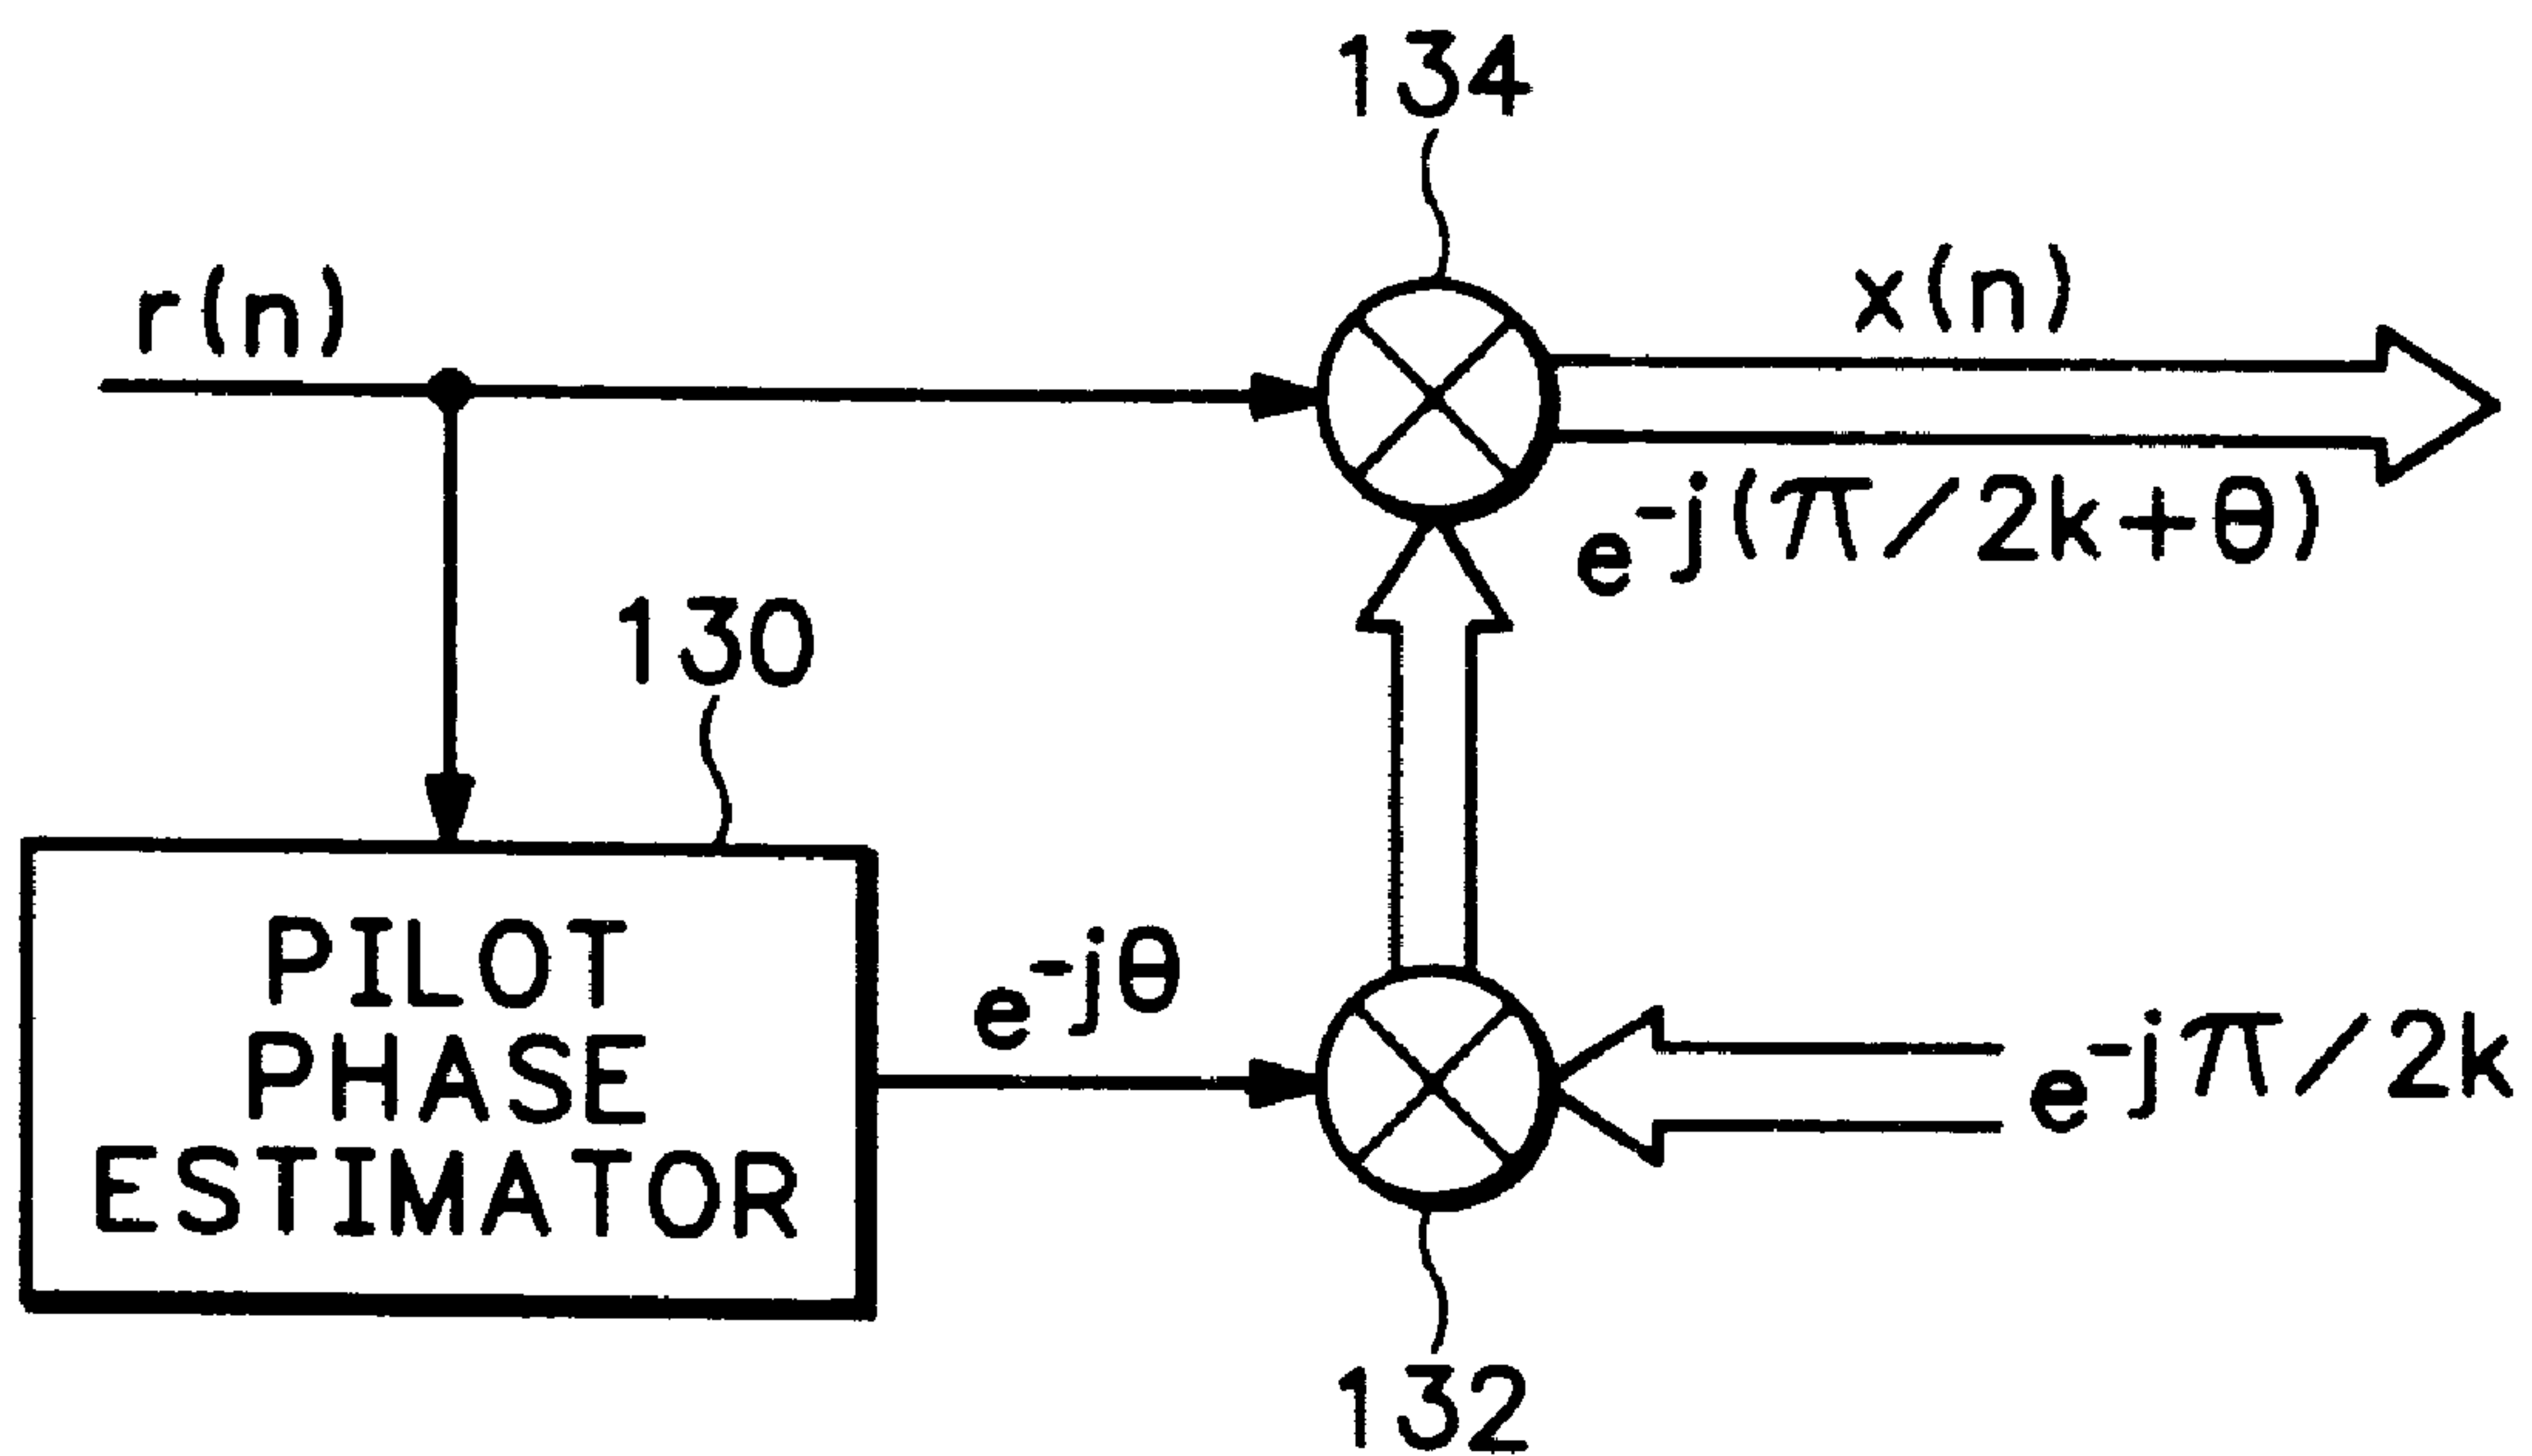 134
r(n)
x(n)
e^-j(π/2k+θ)
130
PILOT
PHASE
ESTIMATOR
e^-jθ
e^-jπ/2k
132